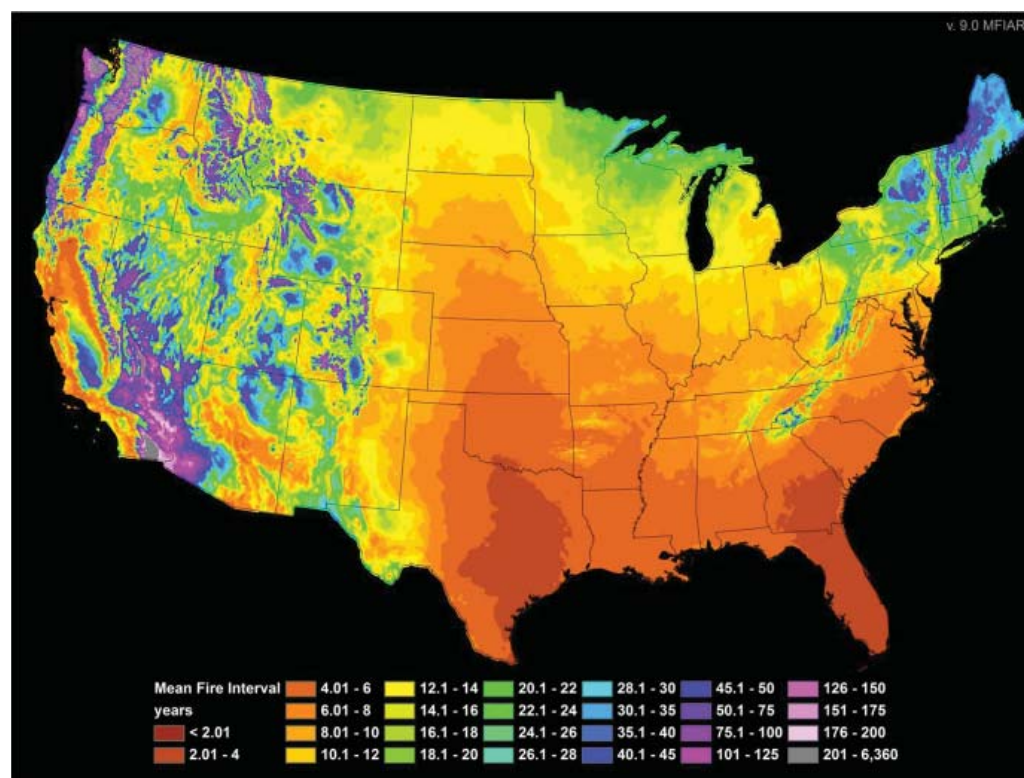 v. 9.0 MFIAR
Mean Fire Interval
years
< 2.01
2.01 - 4
4.01 - 6
6.01 - 8
8.01 - 10
10.1 - 12
12.1 - 14
14.1 - 16
16.1 - 18
18.1 - 20
20.1 - 22
22.1 - 24
24.1 - 26
26.1 - 28
28.1 - 30
30.1 - 35
35.1 - 40
40.1 - 45
45.1 - 50
50.1 - 75
75.1 - 100
101 - 125
126 - 150
151 - 175
176 - 200
201 - 6,360